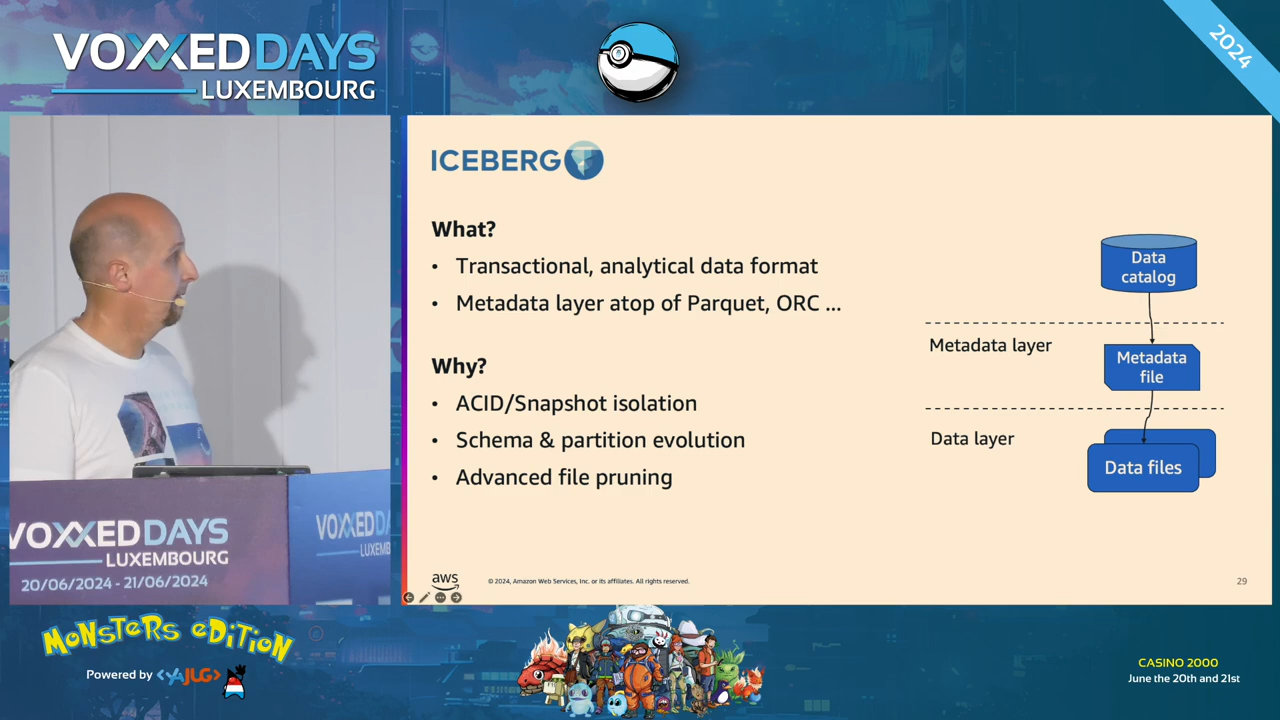 VOXXED DAYS
LUXEMBOURG
2024
ICEBERG
What?
• Transactional, analytical data format
• Metadata layer atop of Parquet, ORC ...
Why?
• ACID/Snapshot isolation
• Schema & partition evolution
• Advanced file pruning
Data
catalog
Metadata layer
Metadata
file
Data layer
Data files
aws
© 2024, Amazon Web Services, Inc. or its affiliates. All rights reserved.
29
VOXXED DAYS
LUXEMBOURG
20/06/2024 - 21/06/2024
VOXXED DA
LUXEMB
MONSTERS EDITION
Powered by <YAJUG>
CASINO 2000
June the 20th and 21st